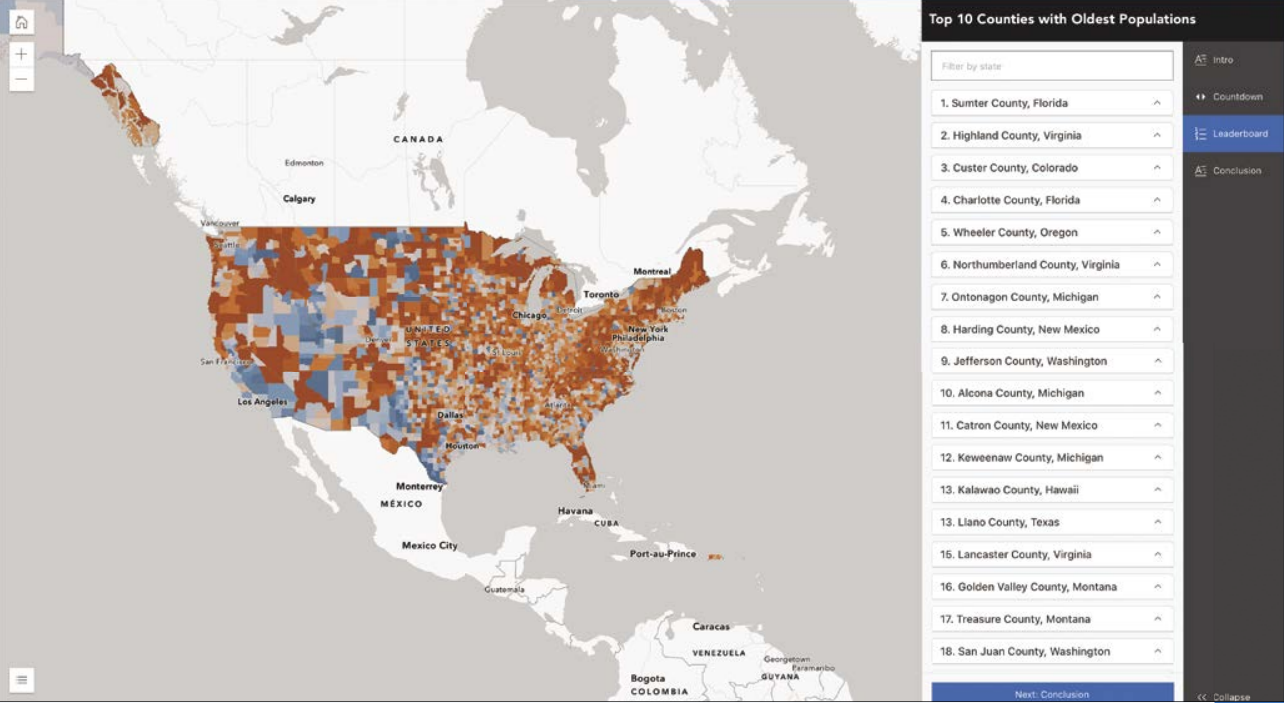 Top 10 Counties with Oldest Populations
Filter by state
1. Sumter County, Florida
2. Highland County, Virginia
3. Custer County, Colorado
4. Charlotte County, Florida
5. Wheeler County, Oregon
6. Northumberland County, Virginia
7. Ontonagon County, Michigan
8. Harding County, New Mexico
9. Jefferson County, Washington
10. Alcona County, Michigan
11. Catron County, New Mexico
12. Keweenaw County, Michigan
13. Kalawao County, Hawaii
13. Llano County, Texas
15. Lancaster County, Virginia
16. Golden Valley County, Montana
17. Treasure County, Montana
18. San Juan County, Washington
Next: Conclusion
Intro
Countdown
Leaderboard
Conclusion
Collapse
CANADA
Edmonton
Calgary
Vancouver
Seattle
Montreal
Toronto
Boston
Chicago
Detroit
New York
Philadelphia
Washington
UNITED
STATES
Denver
St Louis
San Francisco
Los Angeles
Atlanta
Dallas
Houston
Miami
Monterrey
MÉXICO
Havana
CUBA
Mexico City
Port-au-Prince
Guatemala
Caracas
VENEZUELA
Georgetown
Paramaribo
GUYANA
Bogota
COLOMBIA